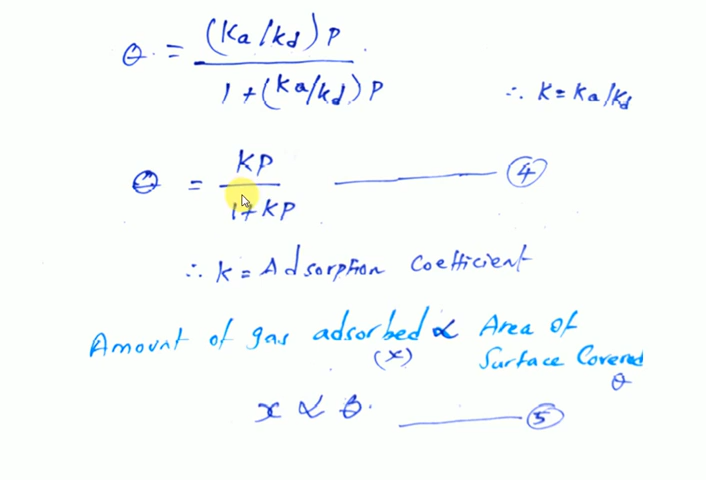 θ = (Ka/kd) P / 1 + (Ka/kd) P
∴ K = Ka/Kd
θ = KP / 1 + KP ④
∴ K = Adsorption Coefficient
Amount of gas adsorbed ∝ Area of
(x) Surface Covered
θ
x ∝ θ. ⑤